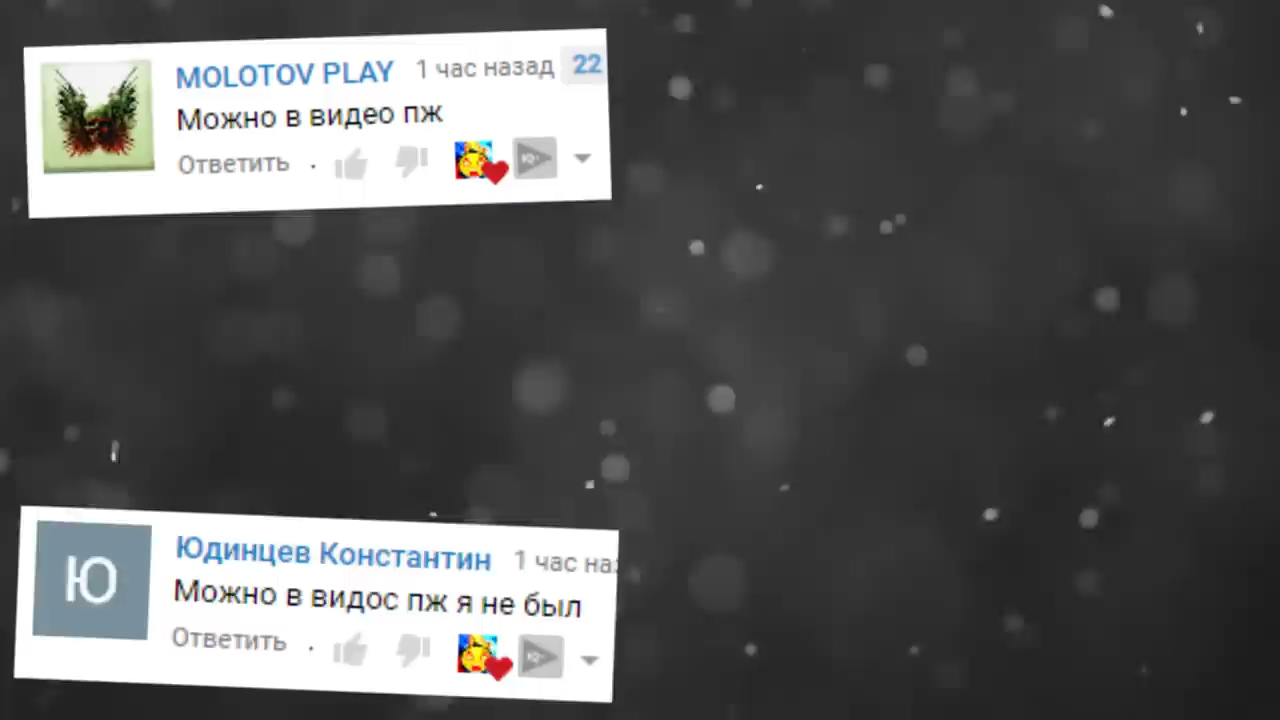 MOLOTOV PLAY 1 час назад 22
Можно в видео пж
Ответить
Ю
Юдинцев Константин 1 час
Можно в видос пж я не был
Ответить